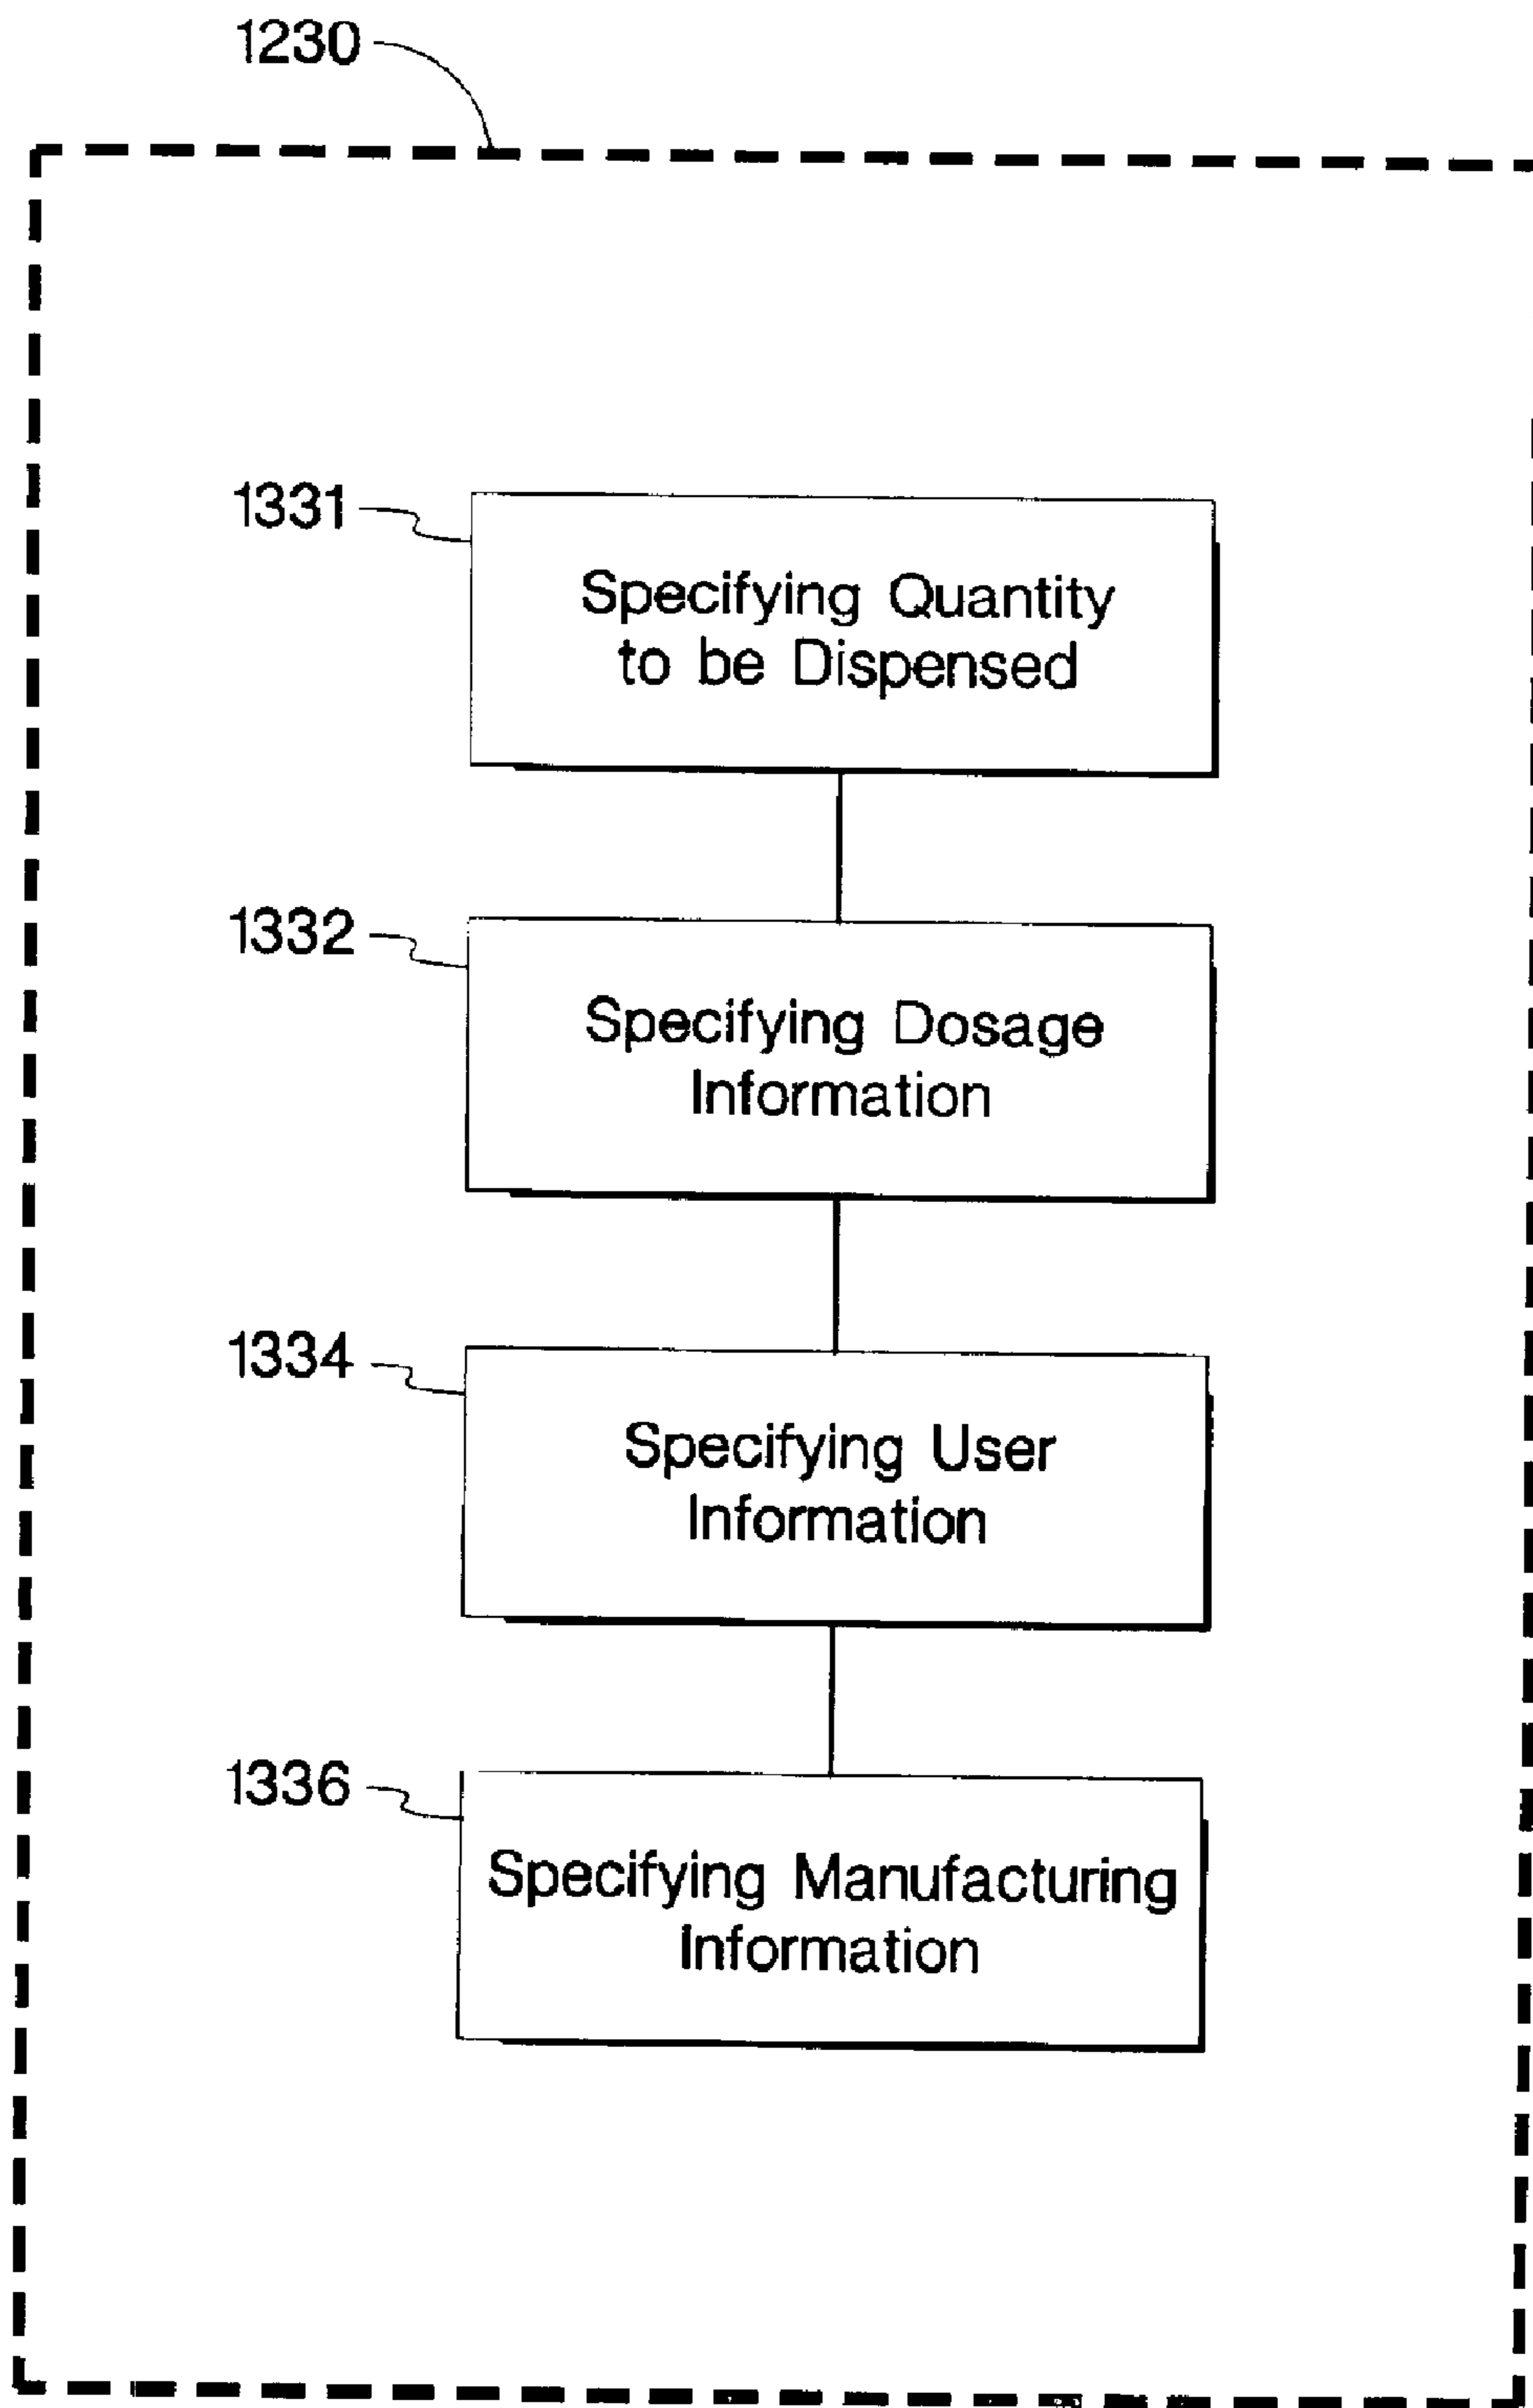 1230
1331
Specifying Quantity
to be Dispensed
1332
Specifying Dosage
Information
1334
Specifying User
Information
1336
Specifying Manufacturing
Information